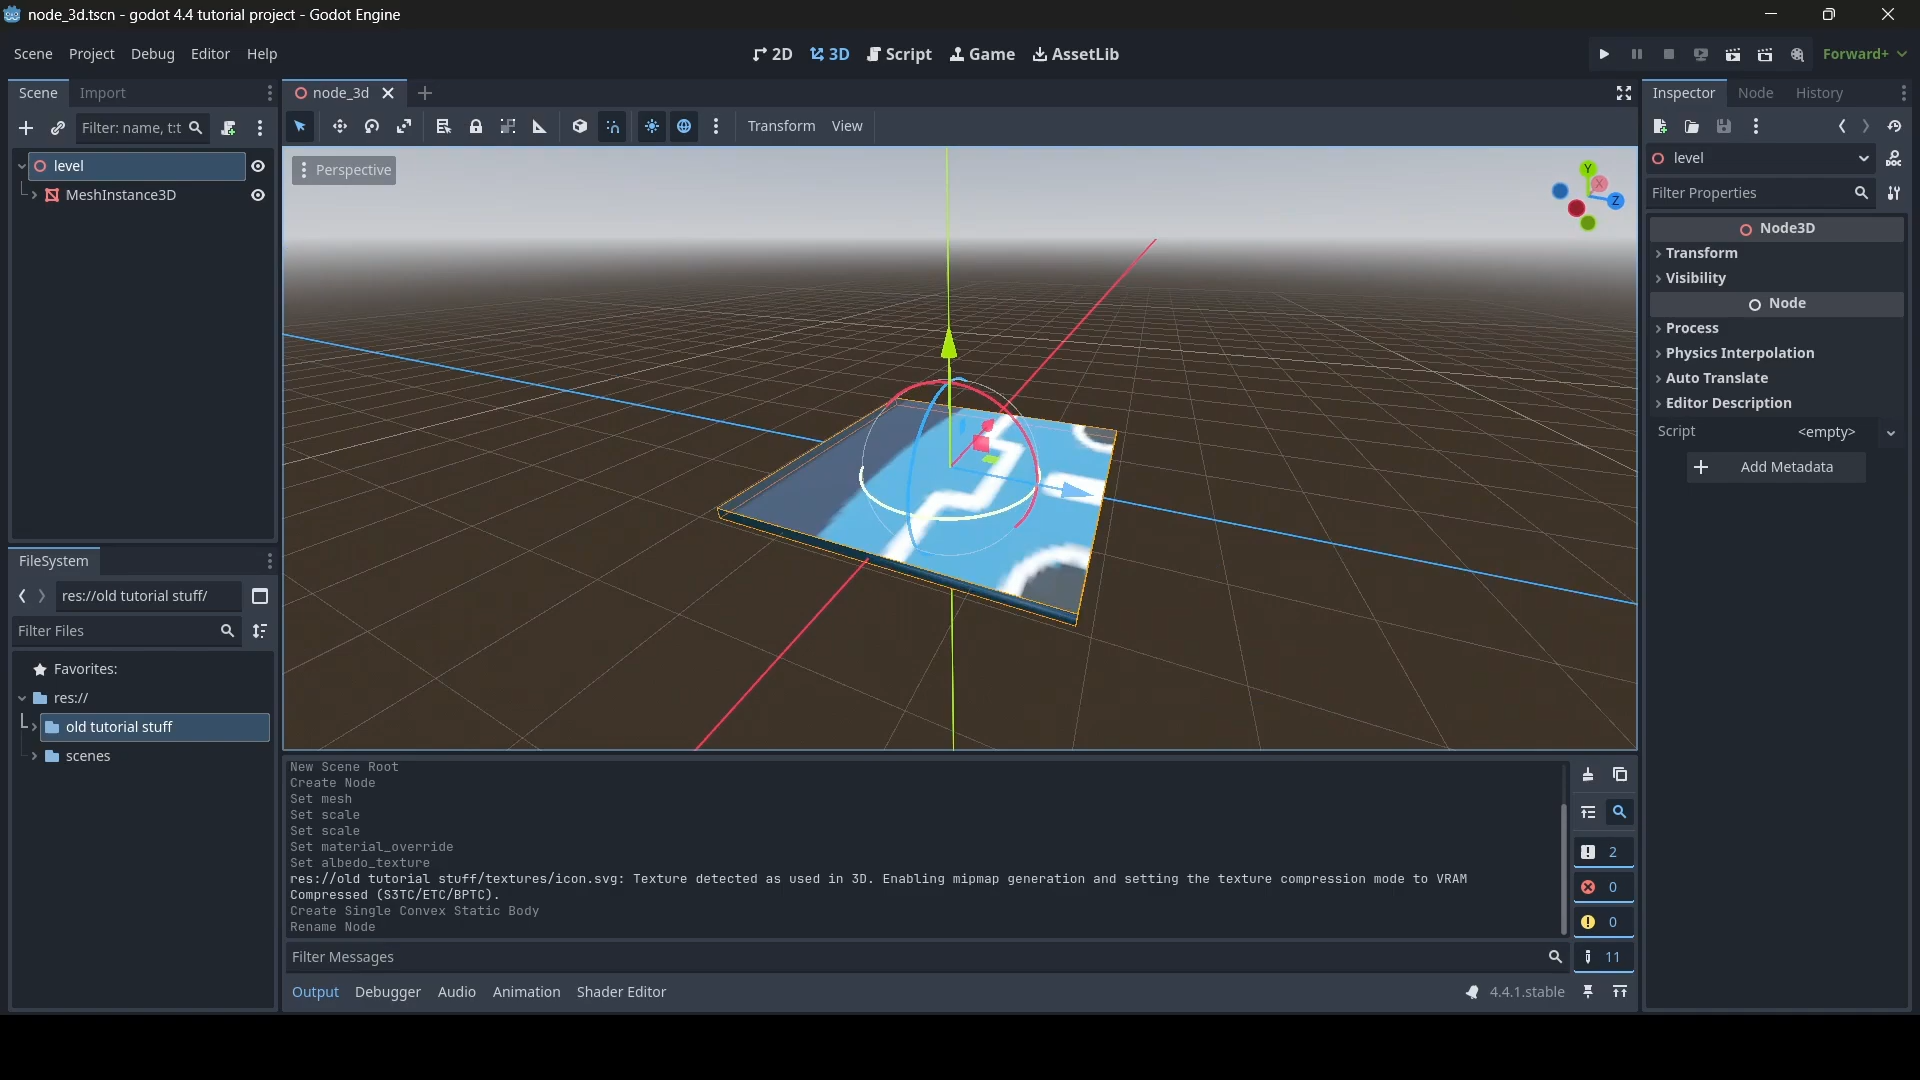 node_3d.tscn - godot 4.4 tutorial project - Godot Engine
Scene Project Debug Editor Help
2D 3D Script Game AssetLib
Forward+
Scene Import
node_3d
Inspector Node History
Filter: name, t:t
Transform View
level
level
MeshInstance3D
Perspective
Y
X
Z
Filter Properties
Node3D
Transform
Visibility
Node
Process
Physics Interpolation
Auto Translate
Editor Description
Script <empty>
Add Metadata
FileSystem
res://old tutorial stuff/
Filter Files
Favorites:
res://
old tutorial stuff
scenes
New Scene Root
Create Node
Set mesh
Set scale
Set scale
Set material_override
Set albedo_texture
res://old tutorial stuff/textures/icon.svg: Texture detected as used in 3D. Enabling mipmap generation and setting the texture compression mode to VRAM
Compressed (S3TC/ETC/BPTC).
Create Single Convex Static Body
Rename Node
2
0
0
11
Filter Messages
Output Debugger Audio Animation Shader Editor
4.4.1.stable